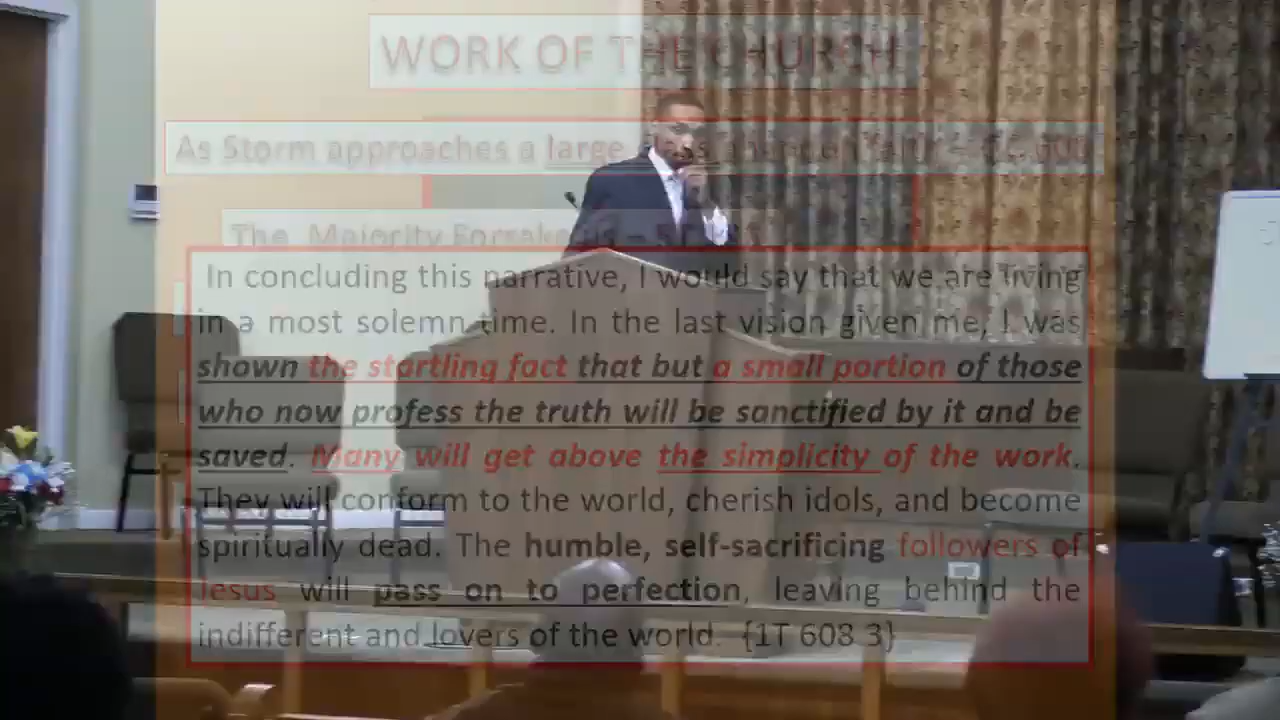 WORK OF THE CHURCH
As Storm approaches a large
The Majority Forsake
In concluding this narrative, I would say that we are living
in a most solemn time. In the last vision given me, I was
shown the startling fact that but a small portion of those
who now profess the truth will be sanctified by it and be
saved. Many will get above the simplicity of the work.
They will conform to the world, cherish idols, and become
spiritually dead. The humble, self-sacrificing followers of
Jesus will pass on to perfection, leaving behind the
indifferent and lovers of the world. {1T 608.3}